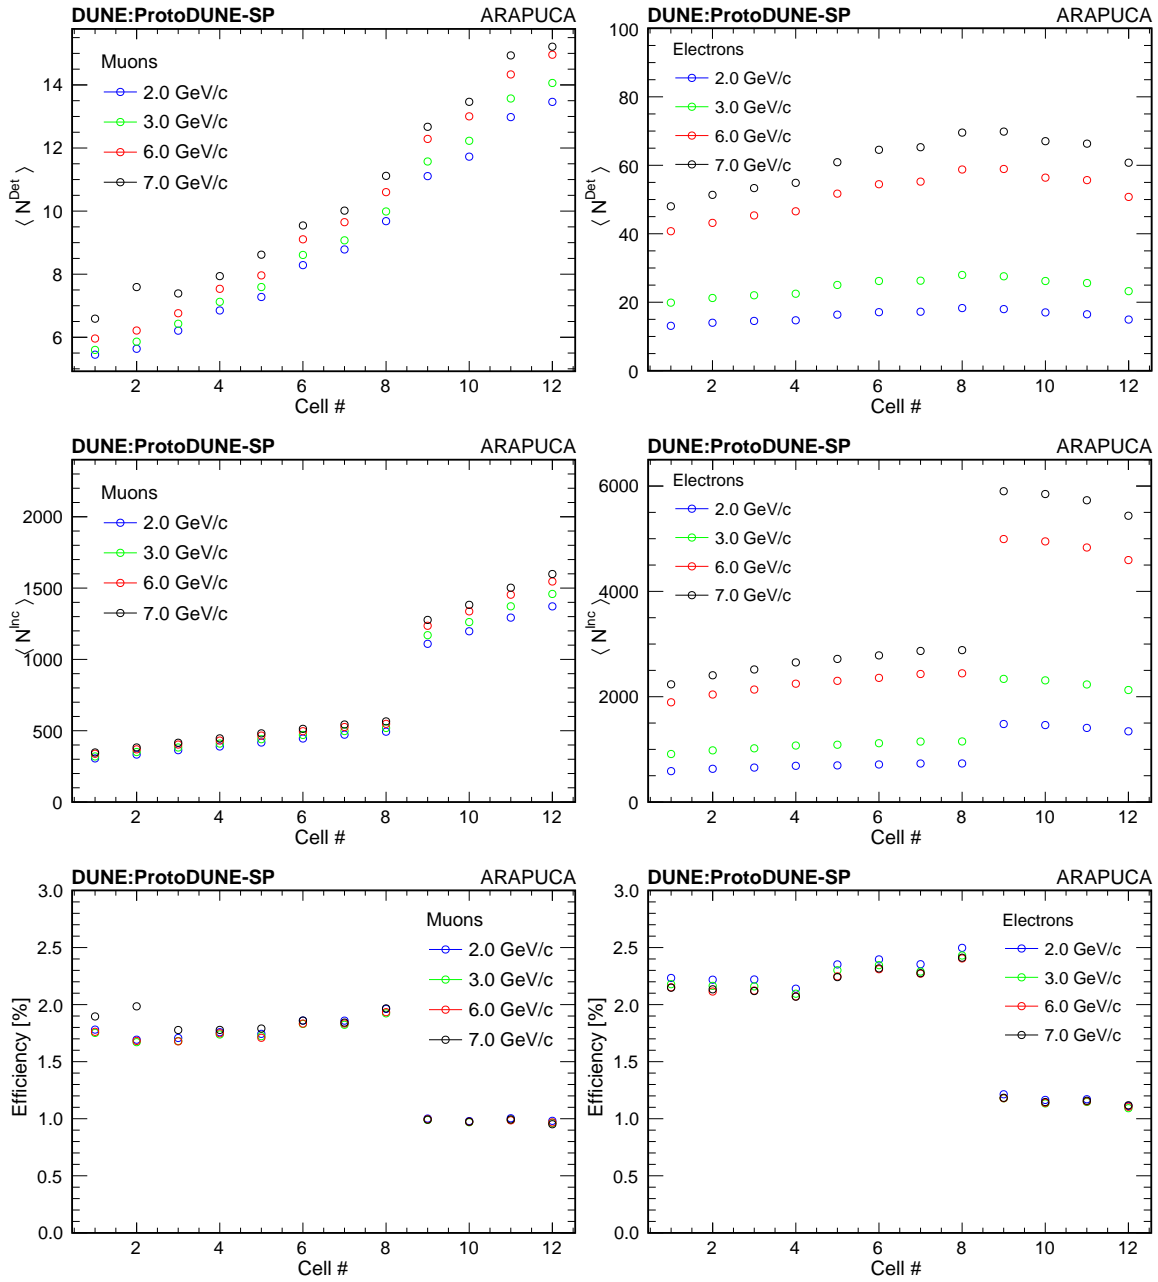 DUNE:ProtoDUNE-SP ARAPUCA
Muons
2.0 GeV/c
3.0 GeV/c
6.0 GeV/c
7.0 GeV/c
⟨ N^Det ⟩
14
12
10
8
6
2 4 6 8 10 12
Cell #
DUNE:ProtoDUNE-SP ARAPUCA
Electrons
2.0 GeV/c
3.0 GeV/c
6.0 GeV/c
7.0 GeV/c
⟨ N^Det ⟩
100
80
60
40
20
0
2 4 6 8 10 12
Cell #
DUNE:ProtoDUNE-SP ARAPUCA
Muons
2.0 GeV/c
3.0 GeV/c
6.0 GeV/c
7.0 GeV/c
⟨ N^Inc ⟩
2000
1500
1000
500
0
2 4 6 8 10 12
Cell #
DUNE:ProtoDUNE-SP ARAPUCA
Electrons
2.0 GeV/c
3.0 GeV/c
6.0 GeV/c
7.0 GeV/c
⟨ N^Inc ⟩
6000
4000
2000
0
2 4 6 8 10 12
Cell #
DUNE:ProtoDUNE-SP ARAPUCA
Muons
2.0 GeV/c
3.0 GeV/c
6.0 GeV/c
7.0 GeV/c
Efficiency [%]
3.0
2.5
2.0
1.5
1.0
0.5
0.0
2 4 6 8 10 12
Cell #
DUNE:ProtoDUNE-SP ARAPUCA
Electrons
2.0 GeV/c
3.0 GeV/c
6.0 GeV/c
7.0 GeV/c
Efficiency [%]
3.0
2.5
2.0
1.5
1.0
0.5
0.0
2 4 6 8 10 12
Cell #